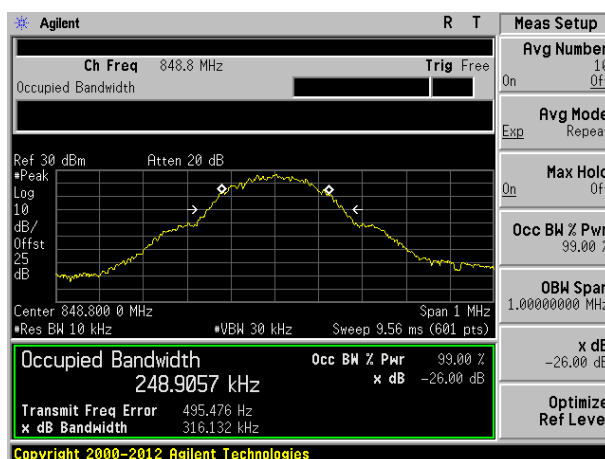 Agilent R T
Ch Freq 848.8 MHz Trig Free
Occupied Bandwidth
Ref 30 dBm Atten 20 dB
#Peak
Log
10
dB/
Offst
25
dB
Center 848.800 0 MHz Span 1 MHz
#Res BW 10 kHz #VBW 30 kHz Sweep 9.56 ms (601 pts)
Occupied Bandwidth Occ BW % Pwr 99.00 %
248.9057 kHz x dB -26.00 dB
Transmit Freq Error 495.476 Hz
x dB Bandwidth 316.132 kHz
Copyright 2000-2012 Agilent Technologies
Meas Setup
Avg Number
10
On Of
Avg Mode
Exp Repea
Max Hold
On Of
Occ BW % Pwr
99.00 %
OBW Span
1.00000000 MHz
x dB
-26.00 dB
Optimize
Ref Leve